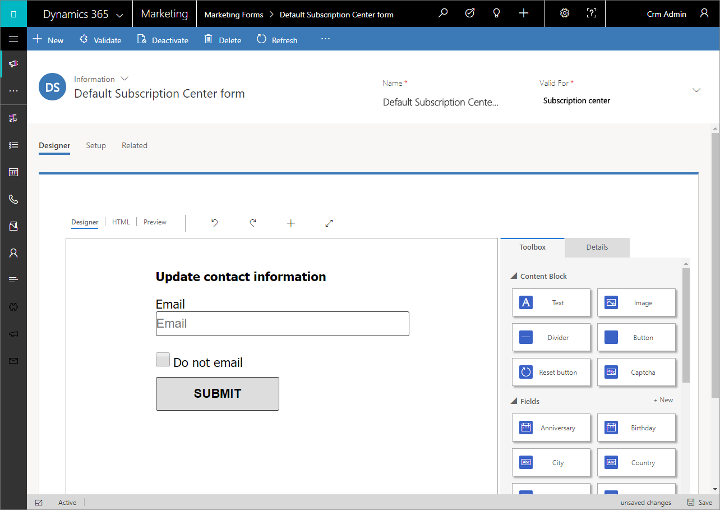 Dynamics 365 Marketing Marketing Forms > Default Subscription Center form Crm Admin
New Validate Deactivate Delete Refresh ...
DS
Information
Default Subscription Center form
Name *
Default Subscription Cente...
Valid For *
Subscription center
Designer Setup Related
Designer HTML Preview
Update contact information
Email
Email
Do not email
SUBMIT
Toolbox Details
Content Block
Text Image
Divider Button
Reset button Captcha
Fields + New
Anniversary Birthday
City Country
Active unsaved changes Save